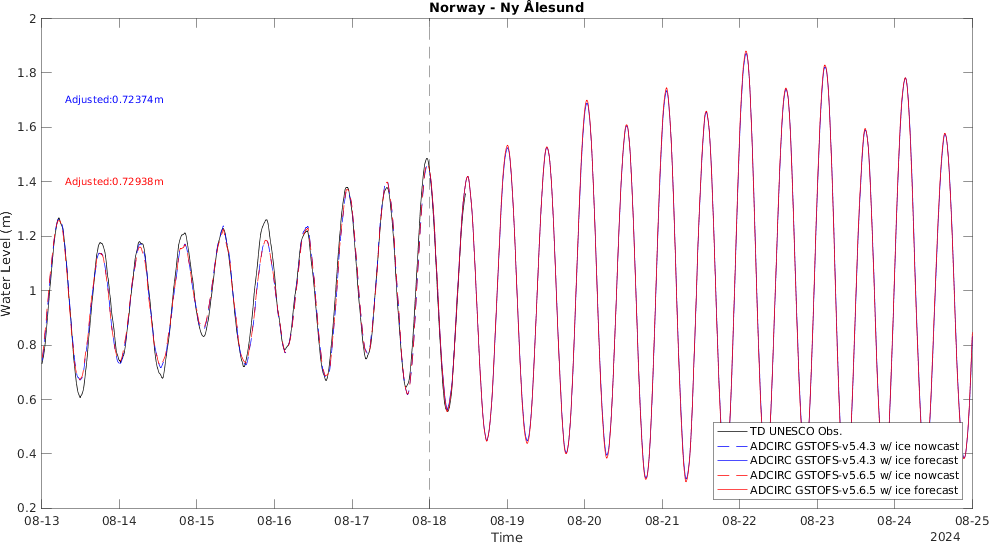 Norway - Ny Ålesund
2
1.8
1.6
1.4
1.2
1
0.8
0.6
0.4
0.2
Water Level (m)
Adjusted:0.72374m
Adjusted:0.72938m
TD UNESCO Obs.
ADCIRC GSTOFS-v5.4.3 w/ ice nowcast
ADCIRC GSTOFS-v5.4.3 w/ ice forecast
ADCIRC GSTOFS-v5.6.5 w/ ice nowcast
ADCIRC GSTOFS-v5.6.5 w/ ice forecast
08-13 08-14 08-15 08-16 08-17 08-18 08-19 08-20 08-21 08-22 08-23 08-24 08-25
Time
2024